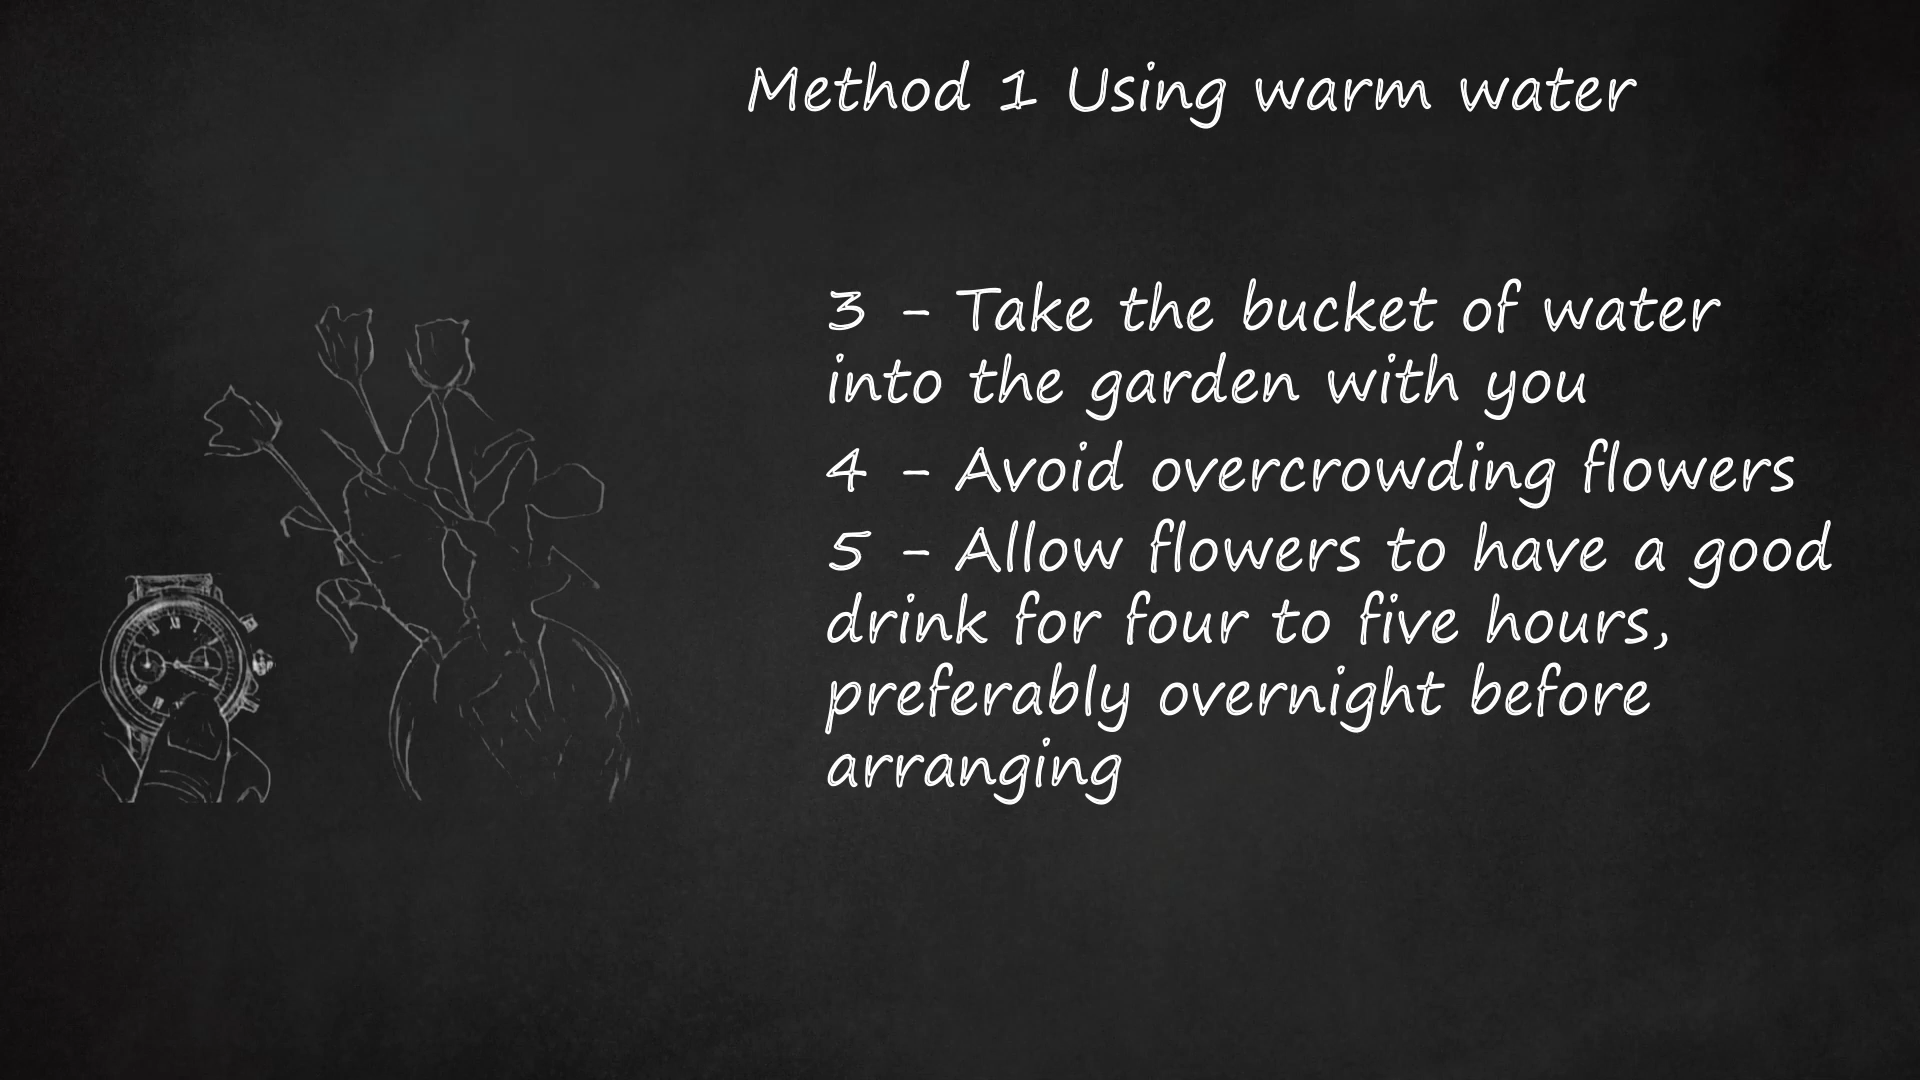 Method 1 Using warm water
3 - Take the bucket of water
into the garden with you
4 - Avoid overcrowding flowers
5 - Allow flowers to have a good
drink for four to five hours,
preferably overnight before
arranging